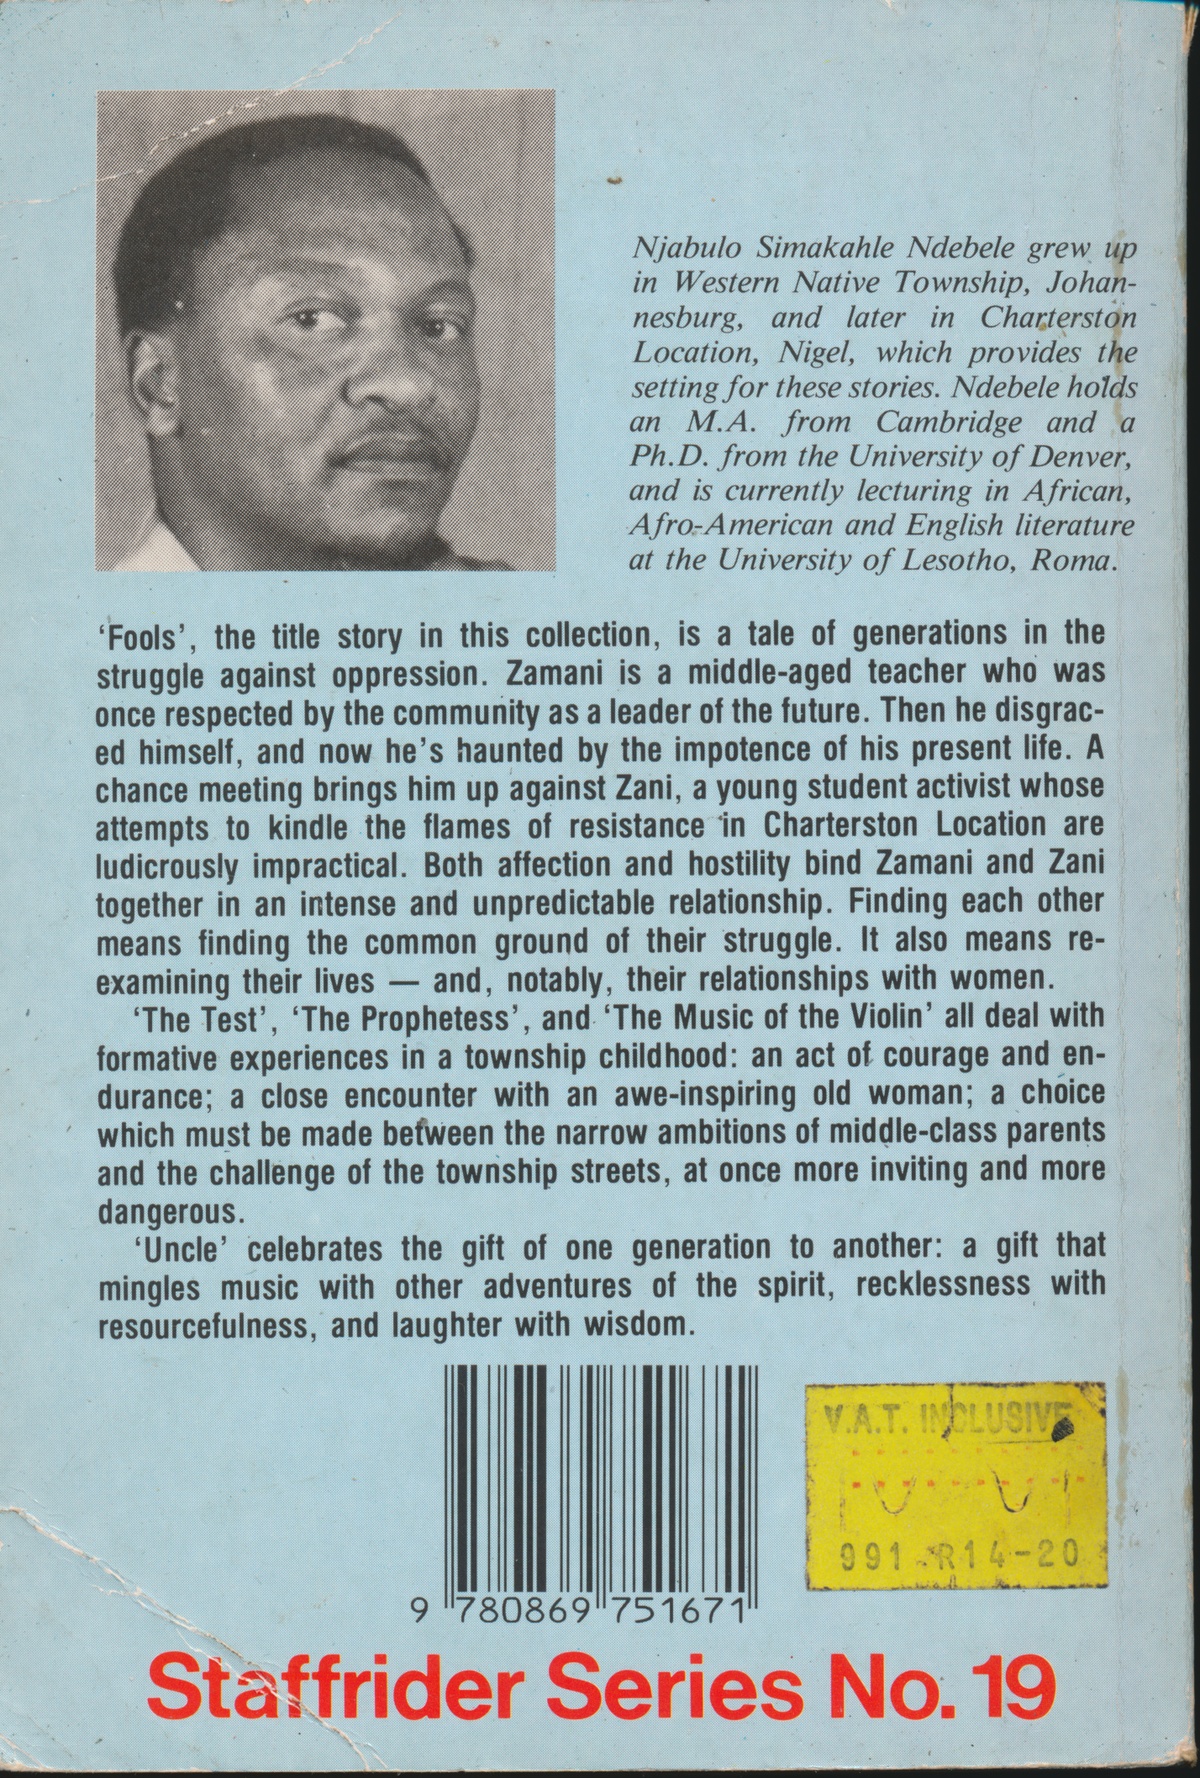 Njabulo Simakahle Ndebele grew up
in Western Native Township, Johan-
nesburg, and later in Charterston
Location, Nigel, which provides the
setting for these stories. Ndebele holds
an M.A. from Cambridge and a
Ph.D. from the University of Denver,
and is currently lecturing in African,
Afro-American and English literature
at the University of Lesotho, Roma.
‘Fools’, the title story in this collection, is a tale of generations in the
struggle against oppression. Zamani is a middle-aged teacher who was
once respected by the community as a leader of the future. Then he disgrac-
ed himself, and now he’s haunted by the impotence of his present life. A
chance meeting brings him up against Zani, a young student activist whose
attempts to kindle the flames of resistance in Charterston Location are
ludicrously impractical. Both affection and hostility bind Zamani and Zani
together in an intense and unpredictable relationship. Finding each other
means finding the common ground of their struggle. It also means re-
examining their lives — and, notably, their relationships with women.
‘The Test’, ‘The Prophetess’, and ‘The Music of the Violin’ all deal with
formative experiences in a township childhood: an act of courage and en-
durance; a close encounter with an awe-inspiring old woman; a choice
which must be made between the narrow ambitions of middle-class parents
and the challenge of the township streets, at once more inviting and more
dangerous.
‘Uncle’ celebrates the gift of one generation to another: a gift that
mingles music with other adventures of the spirit, recklessness with
resourcefulness, and laughter with wisdom.
V.A.T. INCLUSIVE
991 R14-20
9 780869 751671
Staffrider Series No. 19